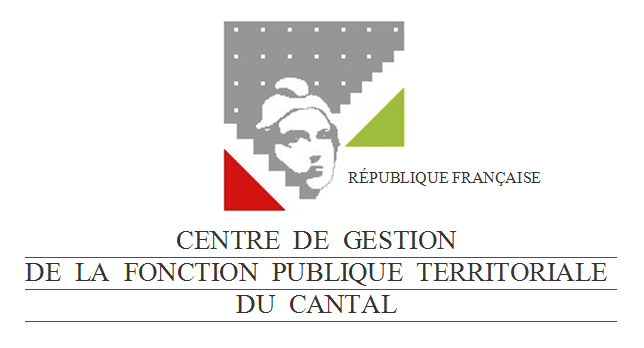 RÉPUBLIQUE FRANÇAISE
CENTRE DE GESTION
DE LA FONCTION PUBLIQUE TERRITORIALE
DU CANTAL